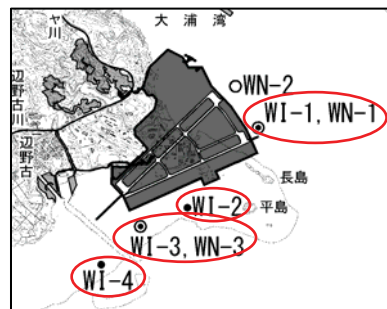 大浦湾
ヤ川
WN-2
WI-1, WN-1
辺野古川
辺野古
長島
平島
WI-2
WI-3, WN-3
WI-4